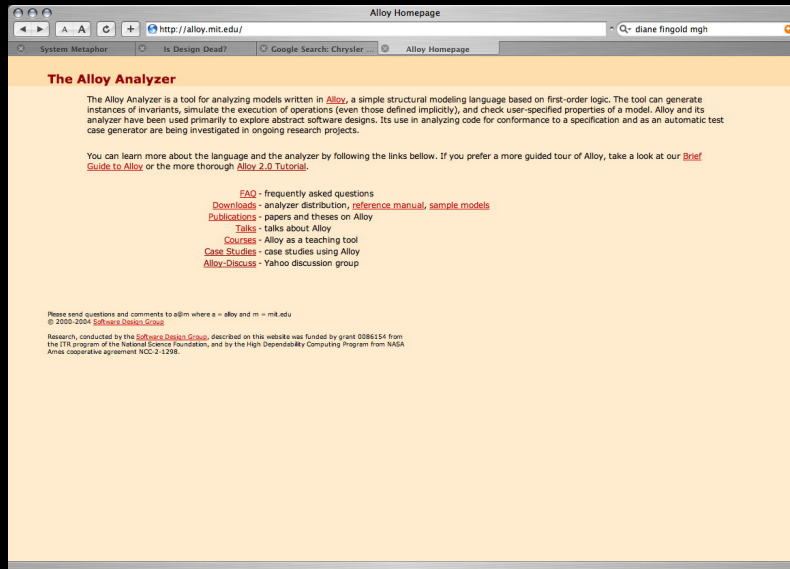 Alloy Homepage
A A C + http://alloy.mit.edu/ diane fingold mgh
System Metaphor Is Design Dead? Google Search: Chrysler ... Alloy Homepage
The Alloy Analyzer
The Alloy Analyzer is a tool for analyzing models written in Alloy, a simple structural modeling language based on first-order logic. The tool can generate
instances of invariants, simulate the execution of operations (even those defined implicitly), and check user-specified properties of a model. Alloy and its
analyzer have been used primarily to explore abstract software designs. Its use in analyzing code for conformance to a specification and as an automatic test
case generator are being investigated in ongoing research projects.
You can learn more about the language and the analyzer by following the links bellow. If you prefer a more guided tour of Alloy, take a look at our Brief
Guide to Alloy or the more thorough Alloy 2.0 Tutorial.
FAQ - frequently asked questions
Downloads - analyzer distribution, reference manual, sample models
Publications - papers and theses on Alloy
Talks - talks about Alloy
Courses - Alloy as a teaching tool
Case Studies - case studies using Alloy
Alloy-Discuss - Yahoo discussion group
Please send questions and comments to a@m where a = alloy and m = mit.edu
© 2000-2004 Software Design Group
Research, conducted by the Software Design Group, described on this website was funded by grant 0086154 from
the ITR program of the National Science Foundation, and by the High Dependability Computing Program from NASA
Ames cooperative agreement NCC-2-1298.